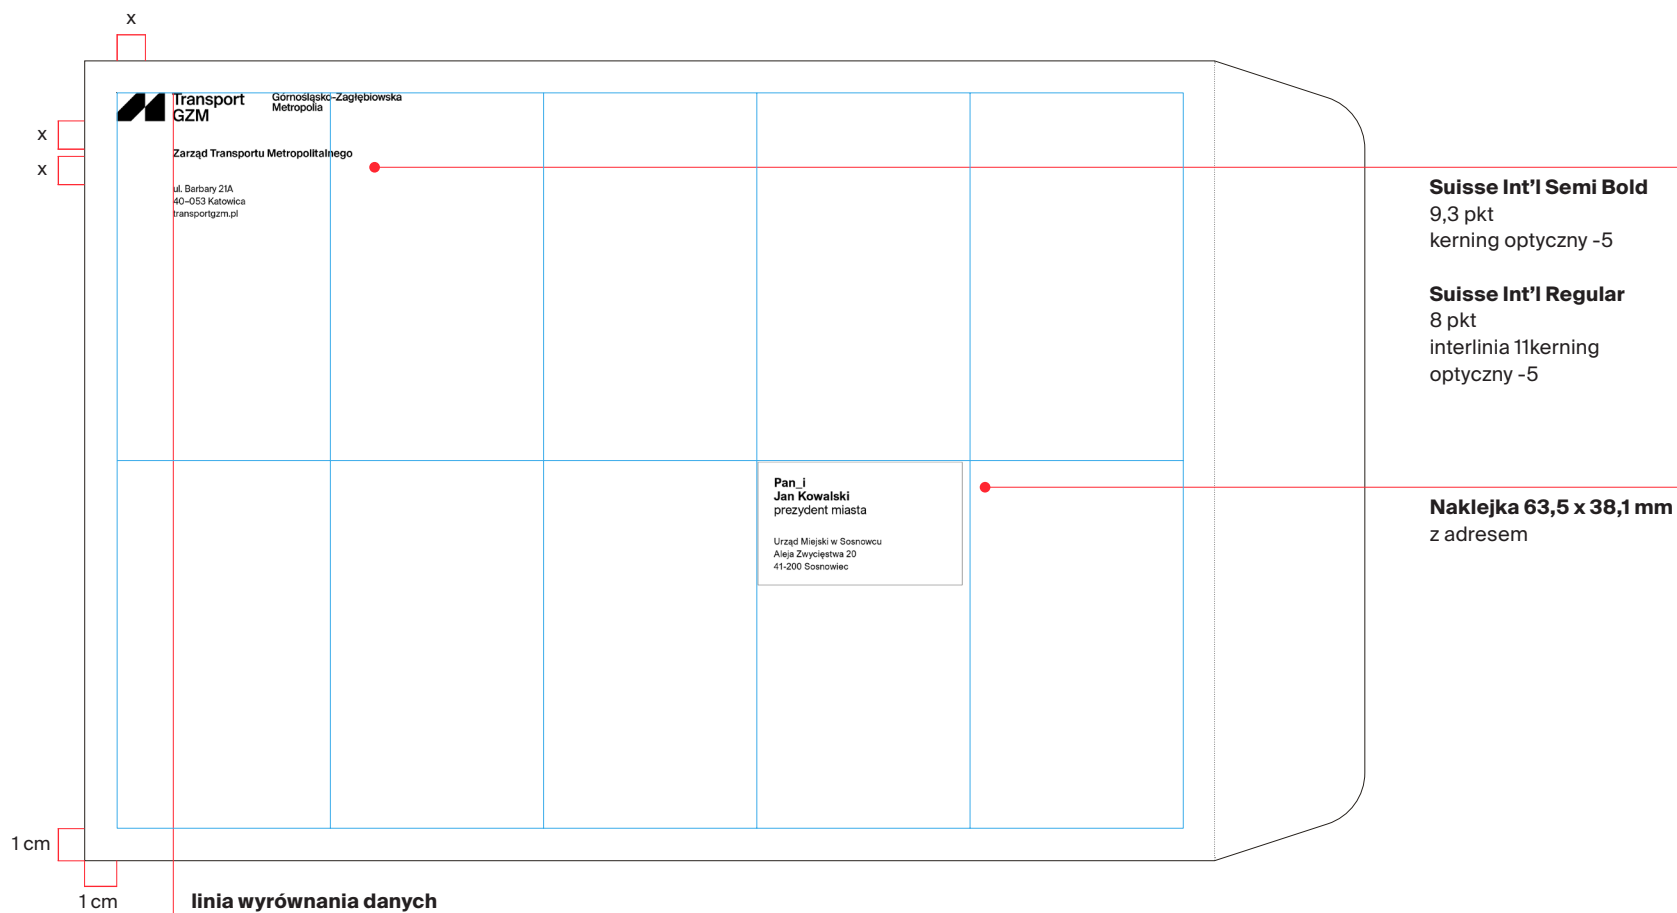 x
Transport
GZM
Górnośląsko-Zagłębiowska
Metropolia
x
x
Zarząd Transportu Metropolitalnego
ul. Barbary 21A
40–053 Katowica
transportgzm.pl
Suisse Int’l Semi Bold
9,3 pkt
kerning optyczny -5
Suisse Int’l Regular
8 pkt
interlinia 11kerning
optyczny -5
Pan_i
Jan Kowalski
prezydent miasta
Urząd Miejski w Sosnowcu
Aleja Zwycięstwa 20
41-200 Sosnowiec
Naklejka 63,5 x 38,1 mm
z adresem
1 cm
1 cm
linia wyrównania danych